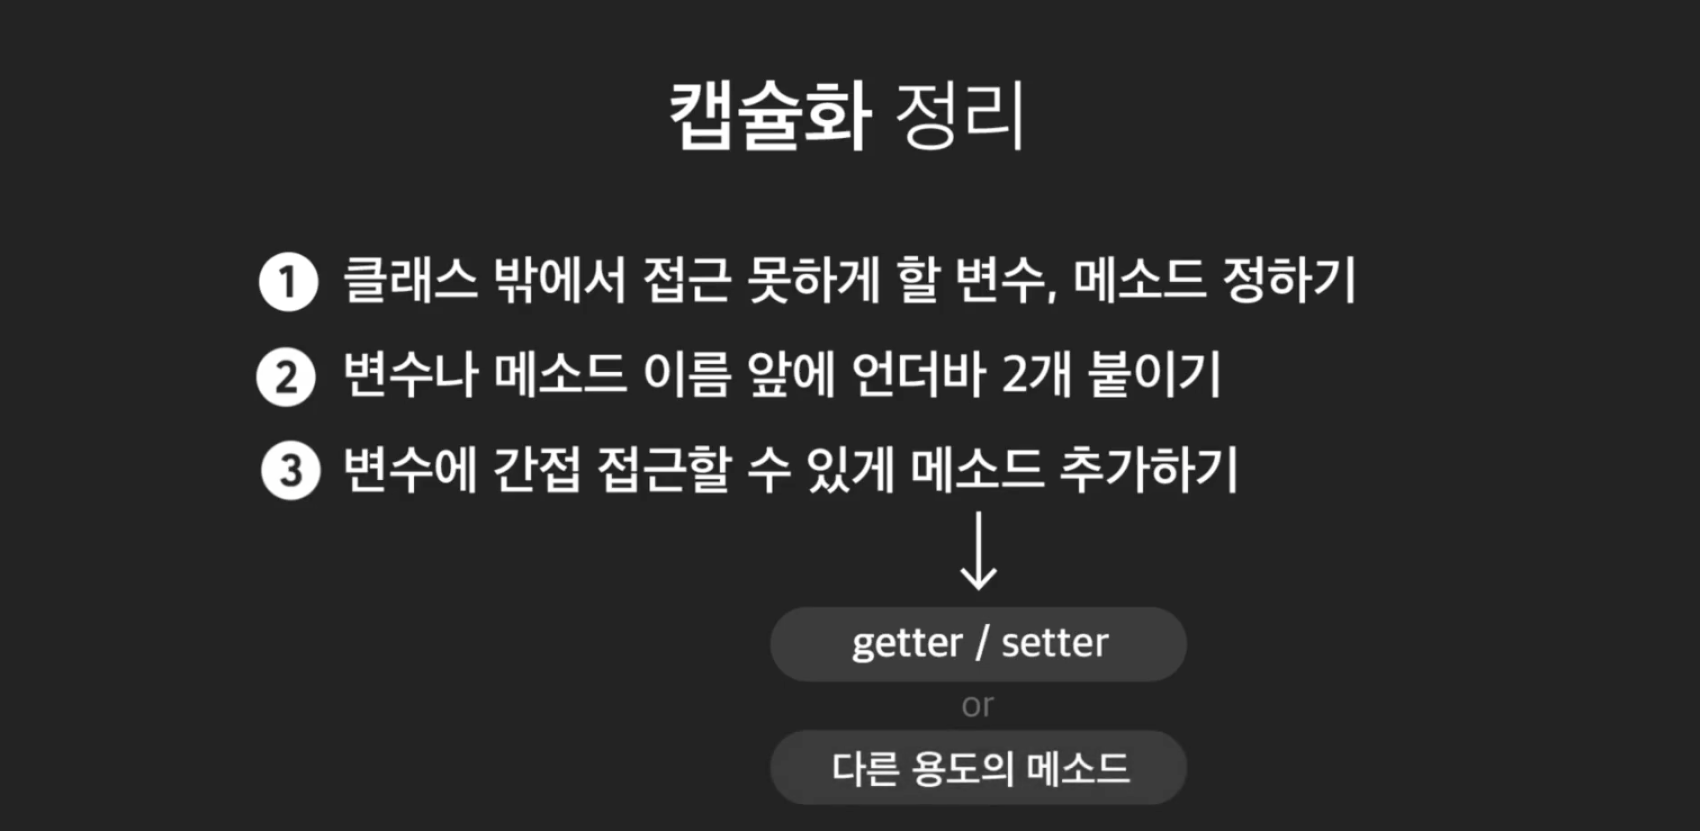 캡슐화 정리
1 클래스 밖에서 접근 못하게 할 변수, 메소드 정하기
2 변수나 메소드 이름 앞에 언더바 2개 붙이기
3 변수에 간접 접근할 수 있게 메소드 추가하기
getter / setter
or
다른 용도의 메소드